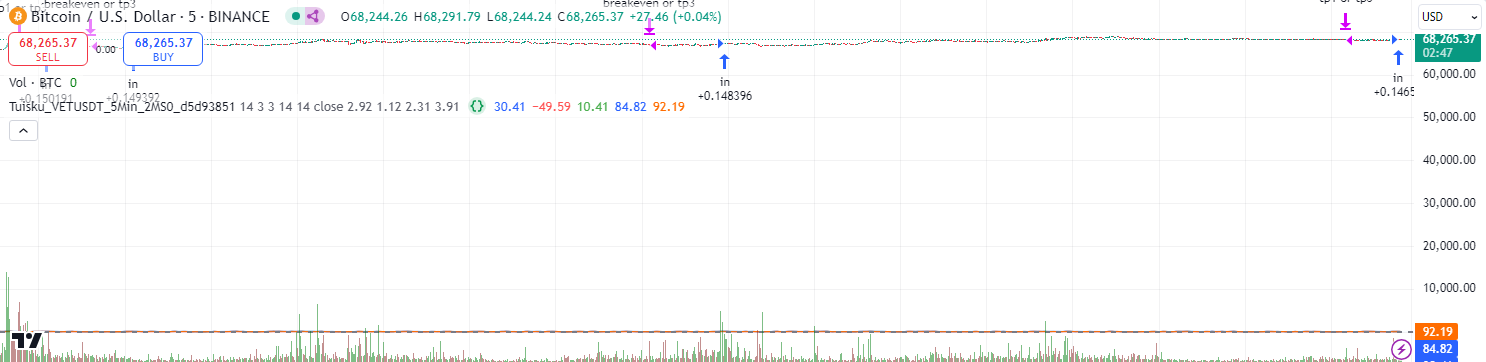 breakeven or tp3
breakeven or tp3
Bitcoin / U.S. Dollar · 5 · BINANCE
O68,244.26 H68,291.79 L68,244.24 C68,265.37 +27.46 (+0.04%)
USD
68,265.37
SELL
0.00
68,265.37
BUY
68,265.37
02:47
60,000.00
Vol · BTC 0
in
in
in
+0.150191
+0.149392
+0.148396
+0.1465
Tuisku_VETUSDT_5Min_2MS0_d5d93851 14 3 3 14 14 close 2.92 1.12 2.31 3.91 {} 30.41 −49.59 10.41 84.82 92.19
50,000.00
40,000.00
30,000.00
20,000.00
10,000.00
92.19
84.82